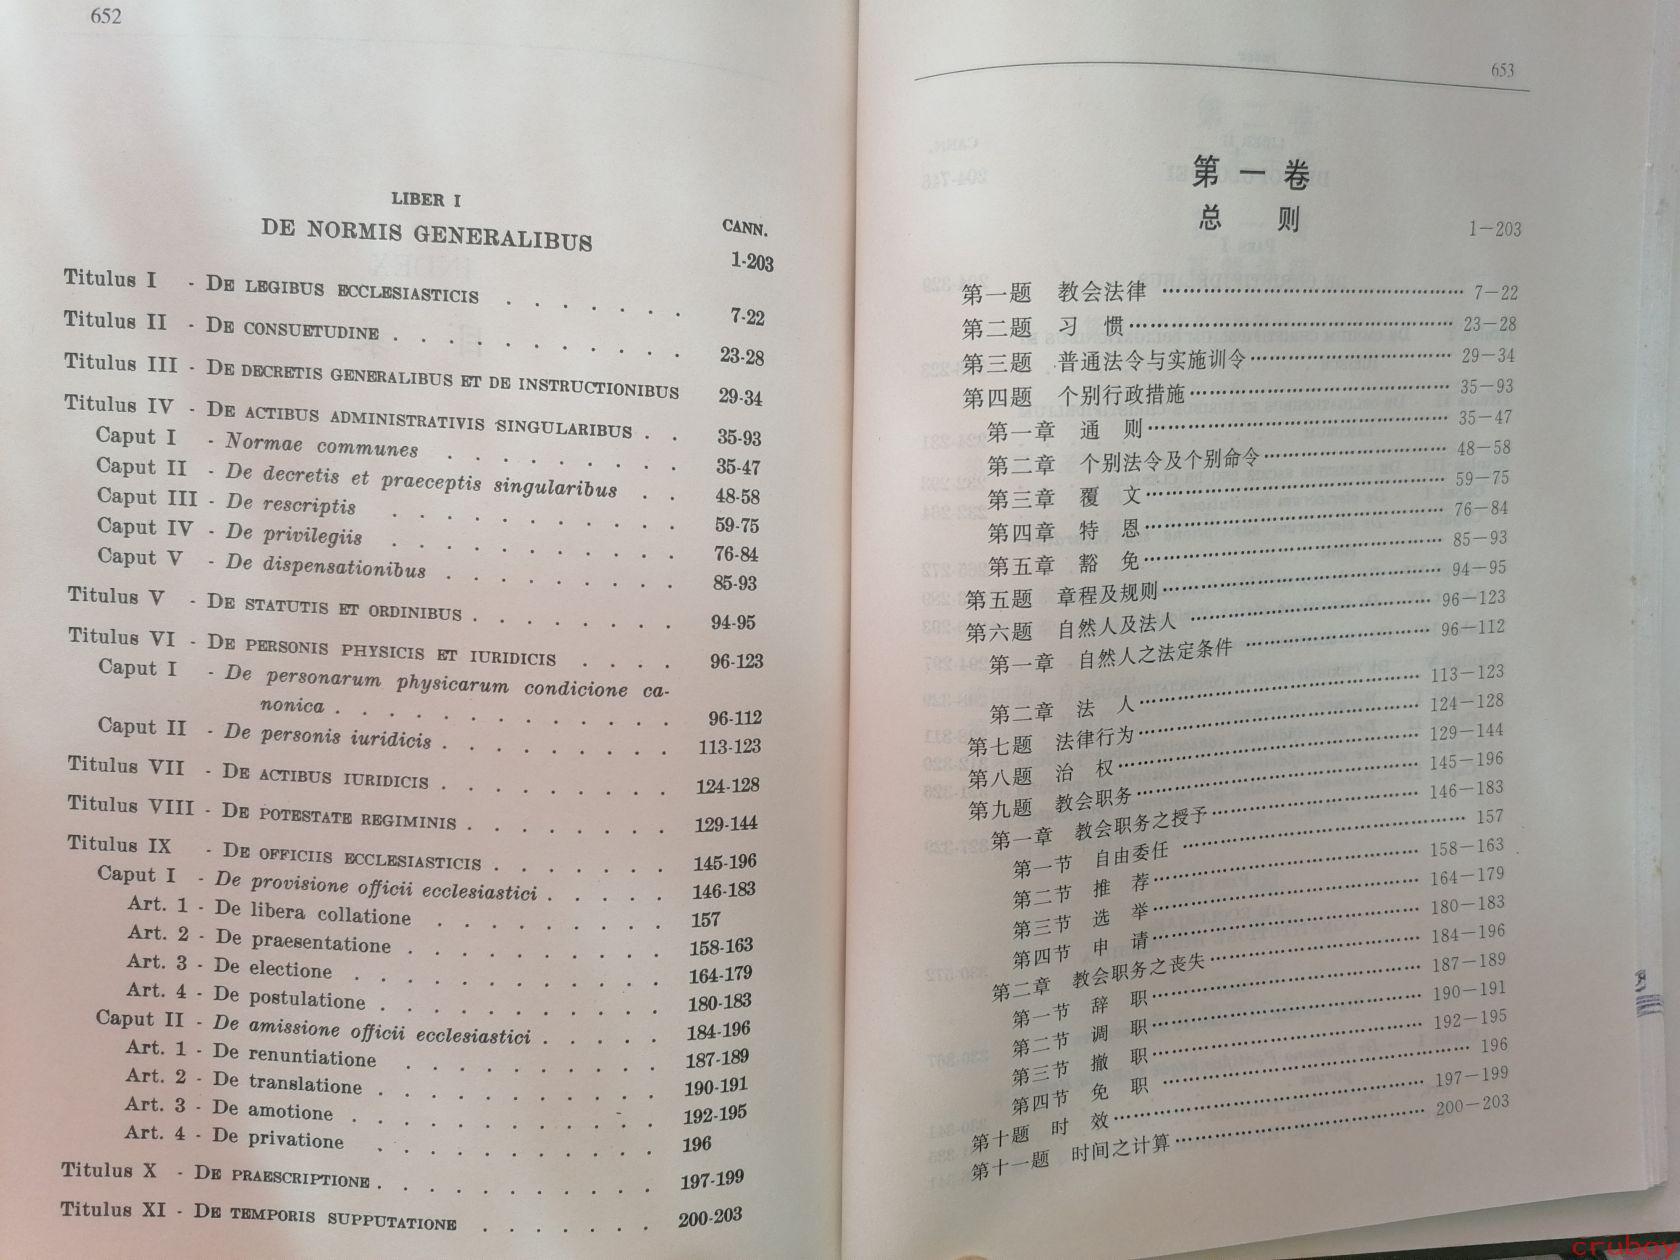 652
LIBER I
DE NORMIS GENERALIBUS
CANN.
1-203
Titulus I - DE LEGIBUS ECCLESIASTICIS . . . . . . . 7-22
Titulus II - DE CONSUETUDINE . . . . . . . . . . . 23-28
Titulus III - DE DECRETIS GENERALIBUS ET DE INSTRUCTIONIBUS 29-34
Titulus IV - DE ACTIBUS ADMINISTRATIVIS SINGULARIBUS . . 35-93
Caput I - Normae communes . . . . . . . . . 35-47
Caput II - De decretis et praeceptis singularibus . . 48-58
Caput III - De rescriptis . . . . . . . . . . . 59-75
Caput IV - De privilegiis . . . . . . . . . . . 76-84
Caput V - De dispensationibus . . . . . . . . . 85-93
Titulus V - DE STATUTIS ET ORDINIBUS . . . . . . . . 94-95
Titulus VI - DE PERSONIS PHYSICIS ET IURIDICIS . . . . 96-123
Caput I - De personarum physicarum condicione ca-
nonica . . . . . . . . . . . . . 96-112
Caput II - De personis iuridicis . . . . . . . . . 113-123
Titulus VII - DE ACTIBUS IURIDICIS . . . . . . . . . 124-128
Titulus VIII - DE POTESTATE REGIMINIS . . . . . . . . 129-144
Titulus IX - DE OFFICIIS ECCLESIASTICIS . . . . . . . 145-196
Caput I - De provisione officii ecclesiastici . . . . . 146-183
Art. 1 - De libera collatione . . . . . . . . . 157
Art. 2 - De praesentatione . . . . . . . . . . 158-163
Art. 3 - De electione . . . . . . . . . . . . 164-179
Art. 4 - De postulatione . . . . . . . . . . . 180-183
Caput II - De amissione officii ecclesiastici . . . . . 184-196
Art. 1 - De renuntiatione . . . . . . . . . . 187-189
Art. 2 - De translatione . . . . . . . . . . . 190-191
Art. 3 - De amotione . . . . . . . . . . . . 192-195
Art. 4 - De privatione . . . . . . . . . . . 196
Titulus X - DE PRAESCRIPTIONE . . . . . . . . . . . 197-199
Titulus XI - DE TEMPORIS SUPPUTATIONE . . . . . . . 200-203
653
第一卷
总 则
1—203
第一题 教会法律 …………………………………… 7—22
第二题 习 惯 …………………………………… 23—28
第三题 普通法令与实施训令 ………………………… 29—34
第四题 个别行政措施 ………………………………… 35—93
第一章 通 则 …………………………………… 35—47
第二章 个别法令及个别命令 ……………………… 48—58
第三章 覆 文 …………………………………… 59—75
第四章 特 恩 …………………………………… 76—84
第五章 豁 免 …………………………………… 85—93
第五题 章程及规则 …………………………………… 94—95
第六题 自然人及法人 ………………………………… 96—123
第一章 自然人之法定条件 ………………………… 96—112
第二章 法 人 …………………………………… 113—123
第七题 法律行为 …………………………………… 124—128
第八题 治 权 …………………………………… 129—144
第九题 教会职务 …………………………………… 145—196
第一章 教会职务之授予 …………………………… 146—183
第一节 自由委任 …………………………………… 157
第二节 推 荐 …………………………………… 158—163
第三节 选 举 …………………………………… 164—179
第四节 申 请 …………………………………… 180—183
第二章 教会职务之丧失 …………………………… 184—196
第一节 辞 职 …………………………………… 187—189
第二节 调 职 …………………………………… 190—191
第三节 撤 职 …………………………………… 192—195
第四节 免 职 …………………………………… 196
第十题 时 效 …………………………………… 197—199
第十一题 时间之计算 ………………………………… 200—203
cruboy